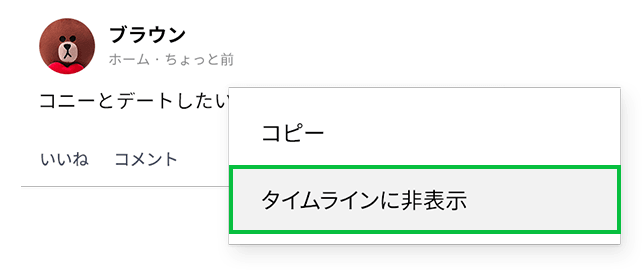 ブラウン
ホーム・ちょっと前
コニーとデートしたい
いいね コメント
コピー
タイムラインに非表示